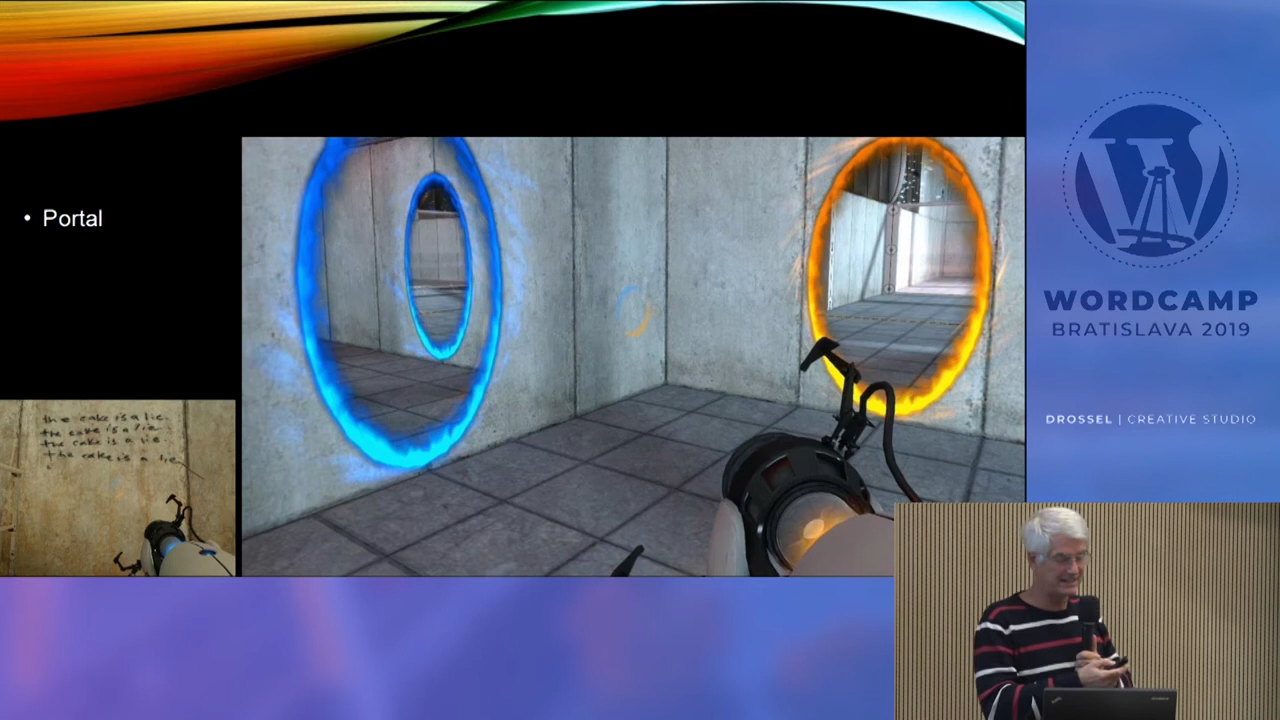 • Portal
the cake is a lie
the cake is a lie
the cake is a lie
the cake is a lie
WORDCAMP
BRATISLAVA 2019
DROSSEL | CREATIVE STUDIO